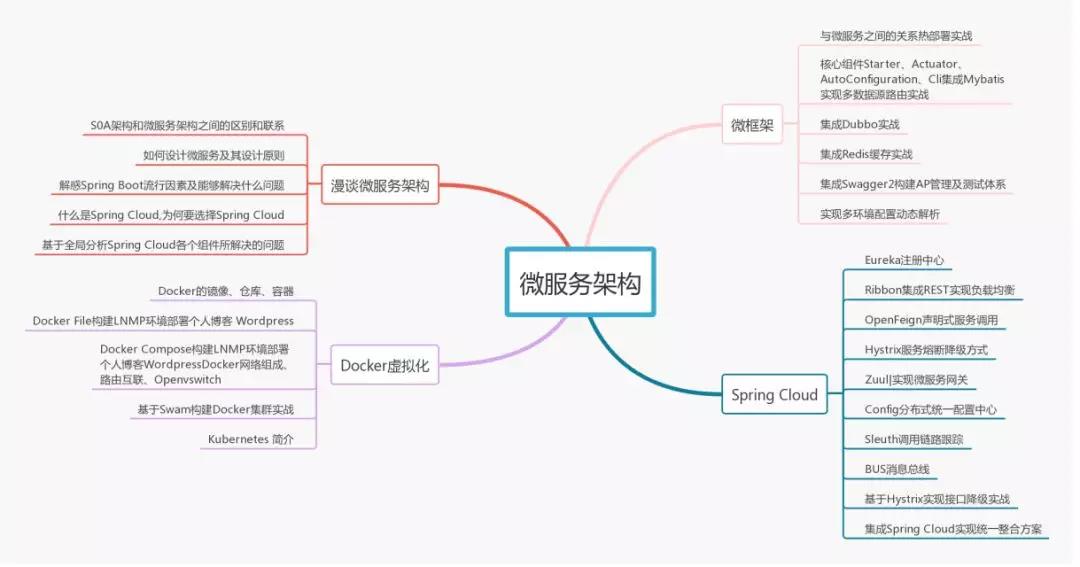 微服务架构
漫谈微服务架构
S0A架构和微服务架构之间的区别和联系
如何设计微服务及其设计原则
解感Spring Boot流行因素及能够解决什么问题
什么是Spring Cloud,为何要选择Spring Cloud
基于全局分析Spring Cloud各个组件所解决的问题
Docker虚拟化
Docker的镜像、仓库、容器
Docker File构建LNMP环境部署个人博客 Wordpress
Docker Compose构建LNMP环境部署
个人博客WordpressDocker网络组成、
路由互联、Openvswitch
基于Swam构建Docker集群实战
Kubernetes 简介
微框架
与微服务之间的关系热部署实战
核心组件Starter、Actuator、
AutoConfiguration、Cli集成Mybatis
实现多数据源路由实战
集成Dubbo实战
集成Redis缓存实战
集成Swagger2构建AP管理及测试体系
实现多环境配置动态解析
Spring Cloud
Eureka注册中心
Ribbon集成REST实现负载均衡
OpenFeign声明式服务调用
Hystrix服务熔断降级方式
Zuul|实现微服务网关
Config分布式统一配置中心
Sleuth调用链路跟踪
BUS消息总线
基于Hystrix实现接口降级实战
集成Spring Cloud实现统一整合方案